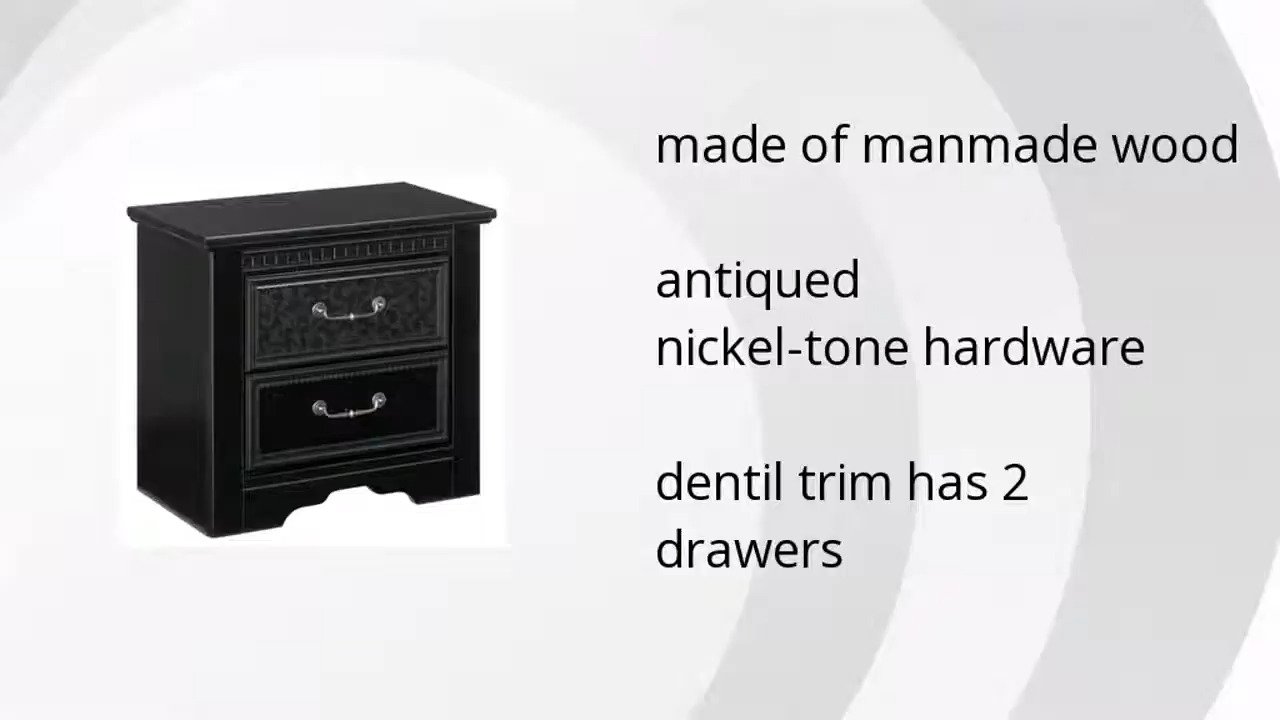 made of manmade wood
antiqued
nickel-tone hardware
dentil trim has 2
drawers